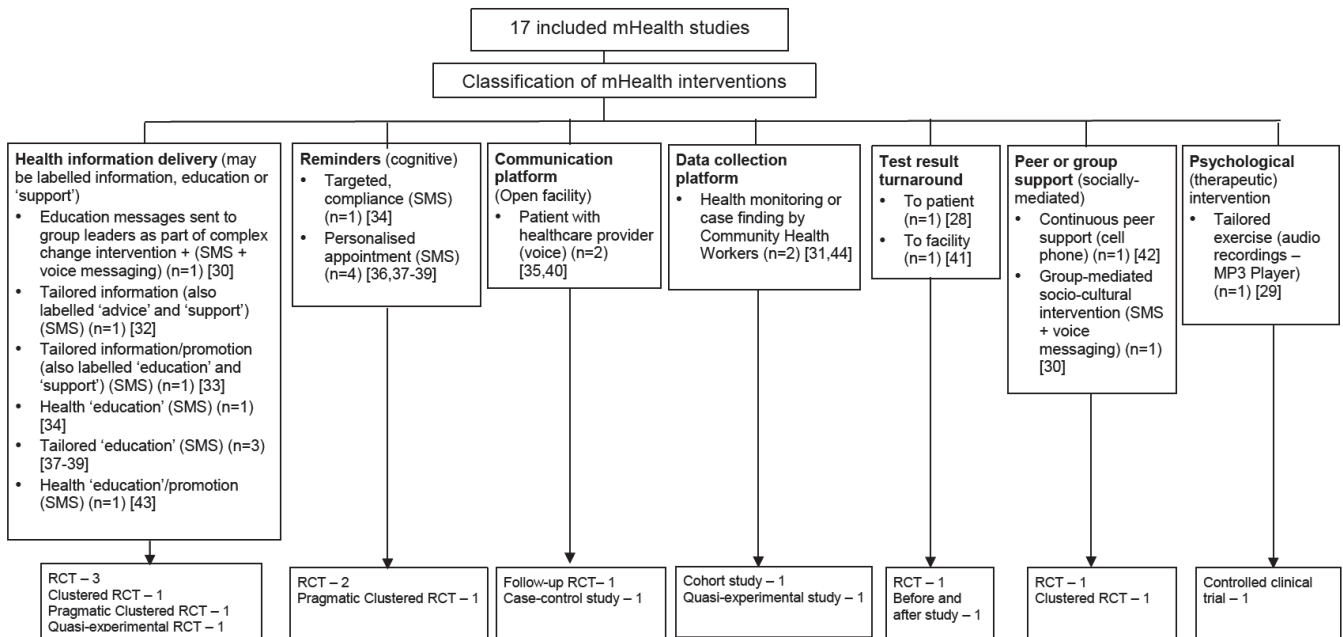 17 included mHealth studies
Classification of mHealth interventions
Health information delivery (may
be labelled information, education or
‘support’)
• Education messages sent to
group leaders as part of complex
change intervention + (SMS +
voice messaging) (n=1) [30]
• Tailored information (also
labelled ‘advice’ and ‘support’)
(SMS) (n=1) [32]
• Tailored information/promotion
(also labelled ‘education’ and
‘support’) (SMS) (n=1) [33]
• Health ‘education’ (SMS) (n=1)
[34]
• Tailored ‘education’ (SMS) (n=3)
[37-39]
• Health ‘education’/promotion
(SMS) (n=1) [43]
Reminders (cognitive)
• Targeted,
compliance (SMS)
(n=1) [34]
• Personalised
appointment (SMS)
(n=4) [36,37-39]
Communication
platform
(Open facility)
• Patient with
healthcare provider
(voice) (n=2)
[35,40]
Data collection
platform
• Health monitoring or
case finding by
Community Health
Workers (n=2) [31,44]
Test result
turnaround
• To patient
(n=1) [28]
• To facility
(n=1) [41]
Peer or group
support (socially-
mediated)
• Continuous peer
support (cell
phone) (n=1) [42]
• Group-mediated
socio-cultural
intervention (SMS
+ voice
messaging) (n=1)
[30]
Psychological
(therapeutic)
intervention
• Tailored
exercise (audio
recordings –
MP3 Player)
(n=1) [29]
RCT – 3
Clustered RCT – 1
Pragmatic Clustered RCT – 1
Quasi-experimental RCT – 1
RCT – 2
Pragmatic Clustered RCT – 1
Follow-up RCT– 1
Case-control study – 1
Cohort study – 1
Quasi-experimental study – 1
RCT – 1
Before and
after study – 1
RCT – 1
Clustered RCT – 1
Controlled clinical
trial – 1